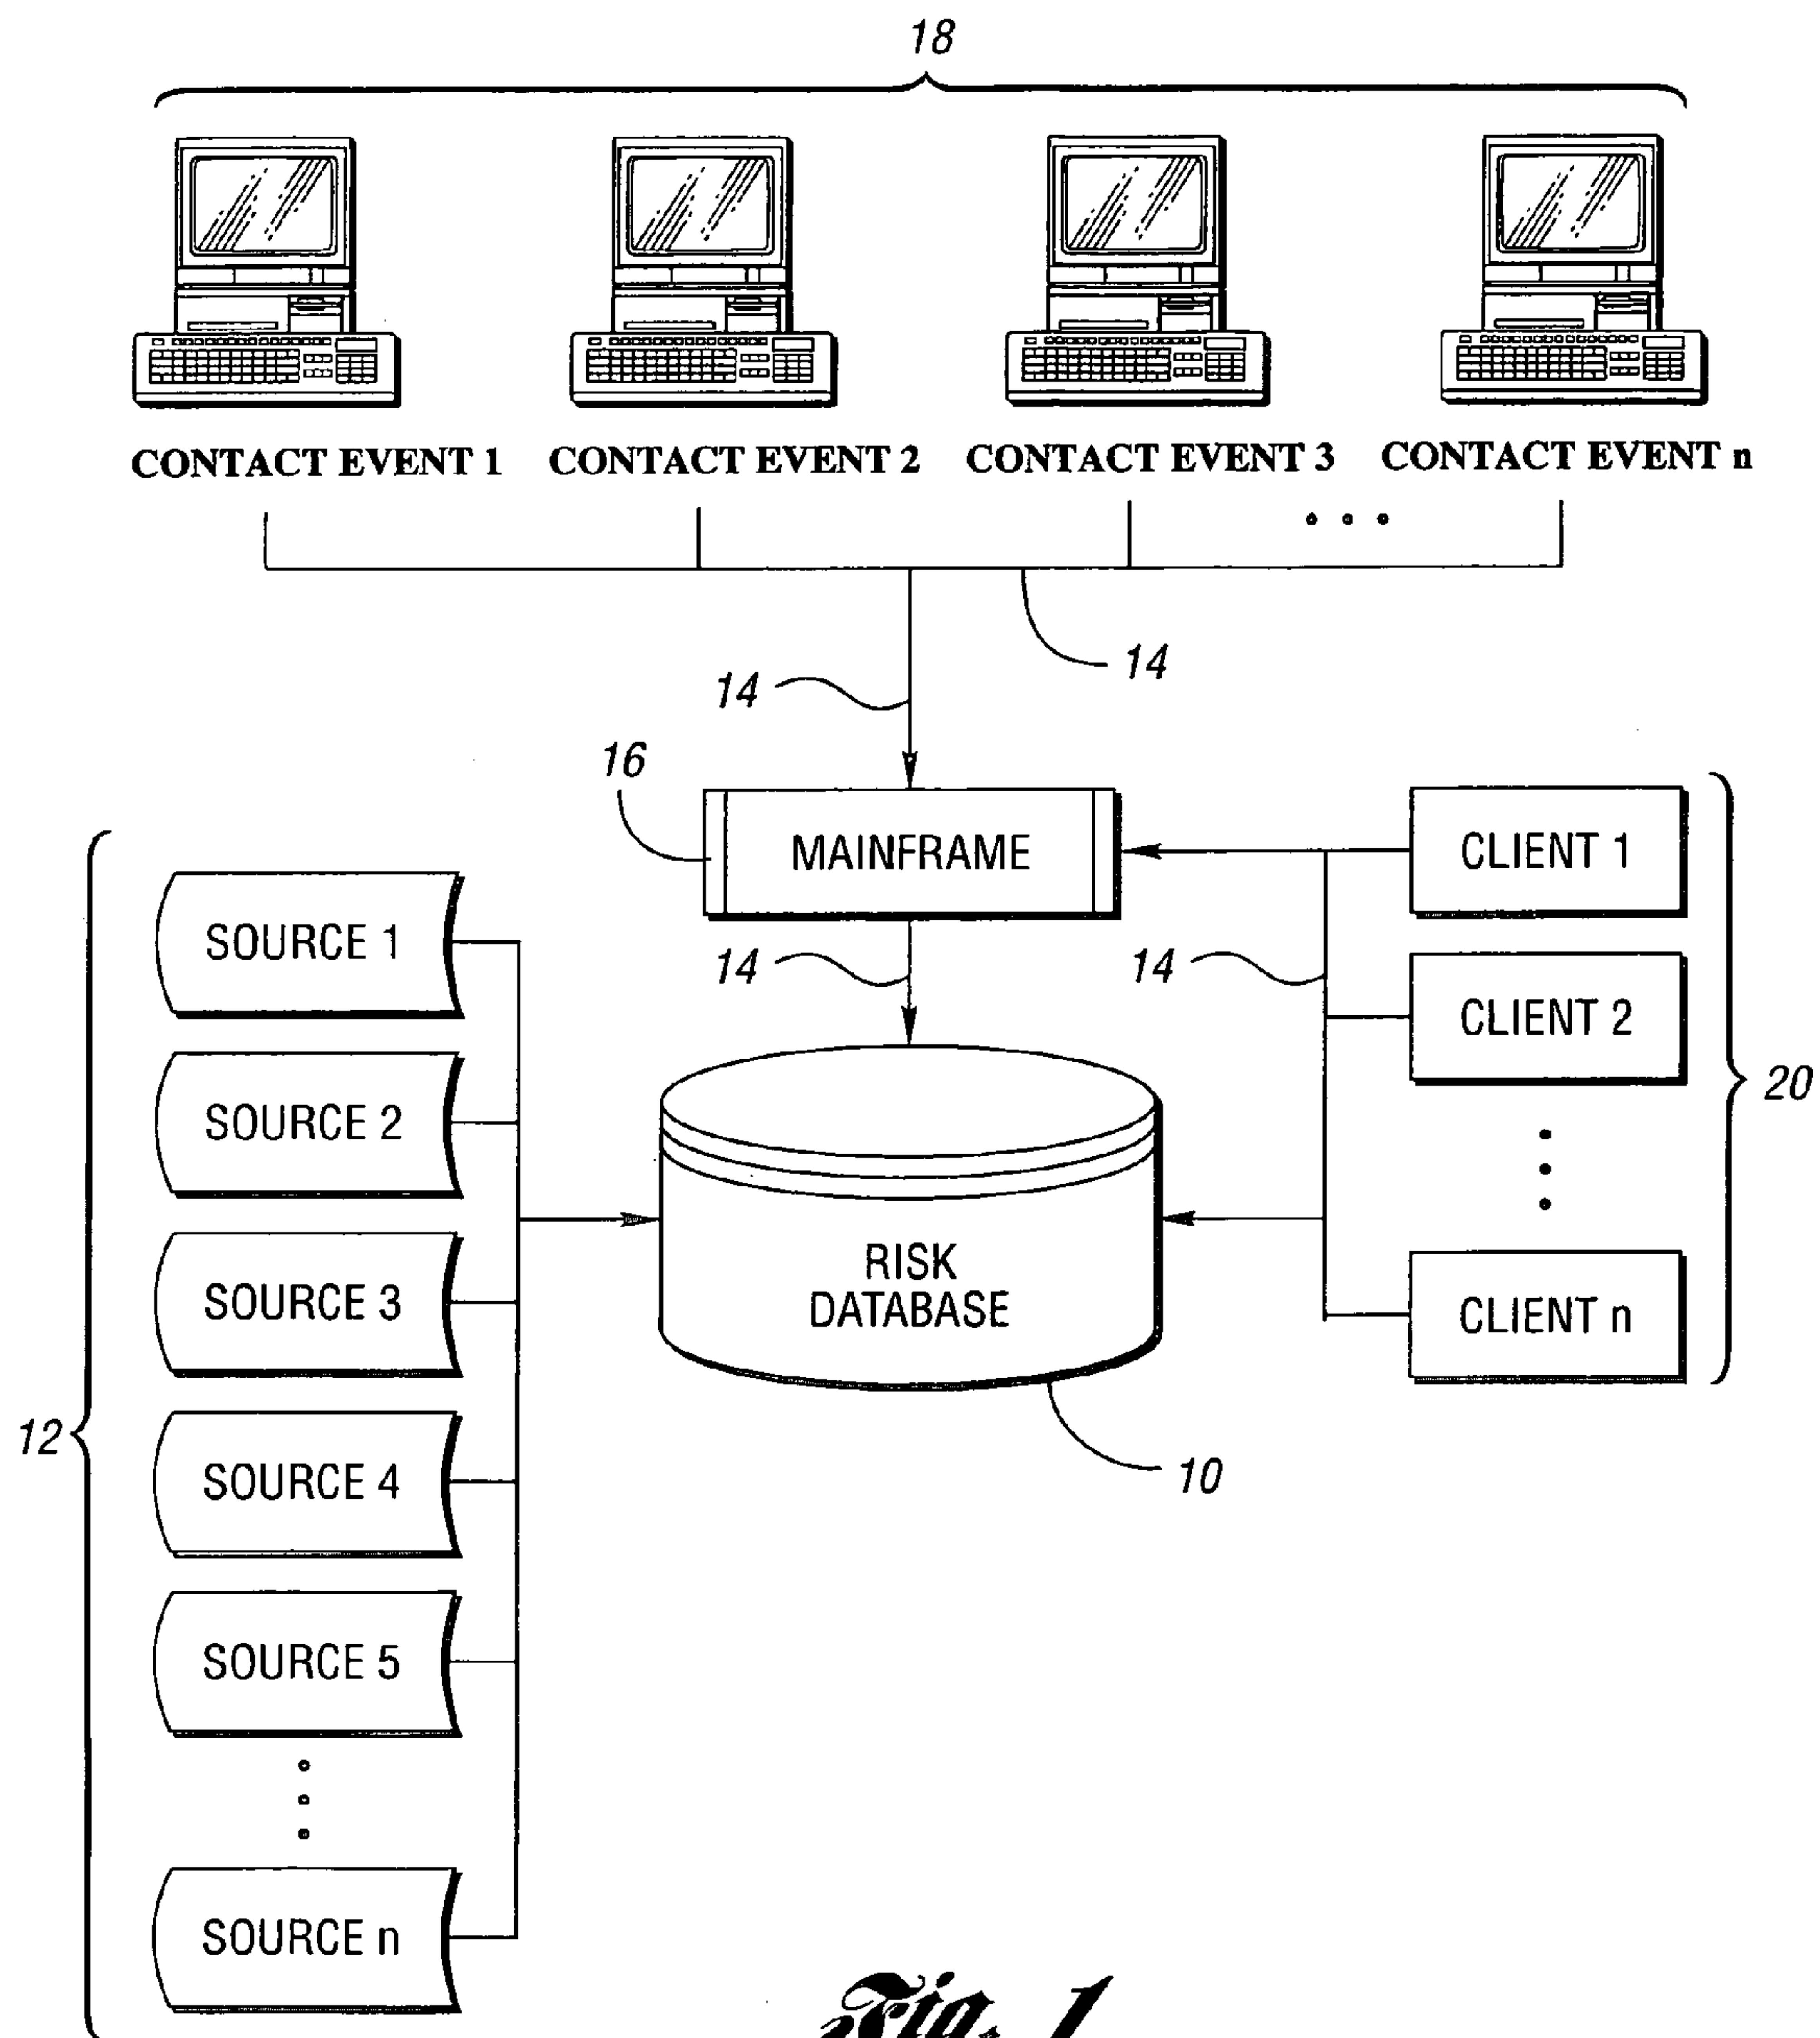 18
CONTACT EVENT 1 CONTACT EVENT 2 CONTACT EVENT 3 CONTACT EVENT n
14
14
16
MAINFRAME
CLIENT 1
SOURCE 1
14
14
CLIENT 2
20
SOURCE 2
RISK
DATABASE
SOURCE 3
CLIENT n
12
SOURCE 4
10
SOURCE 5
SOURCE n
Fig. 1